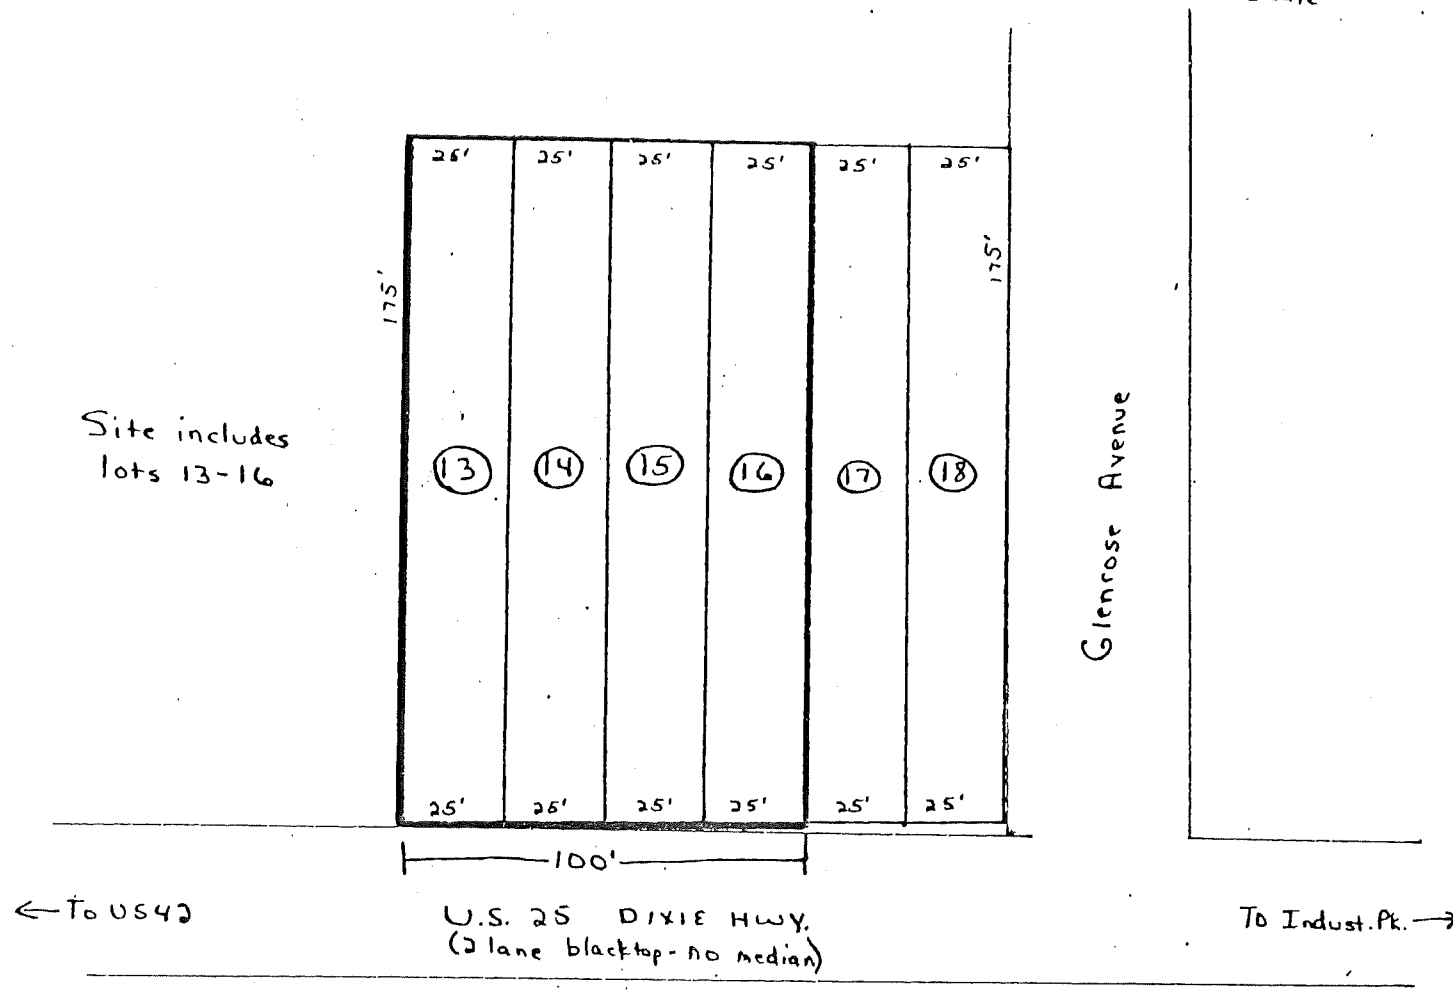 25' 25' 25' 25' 25' 25'
175'
175'
Site includes
lots 13-16
13 14 15 16 17 18
Glenrose Avenue
25' 25' 25' 25' 25' 25'
100'
←To US42
U.S. 25 DIXIE HWY.
(2 lane blacktop-no median)
To Indust. Pk.→